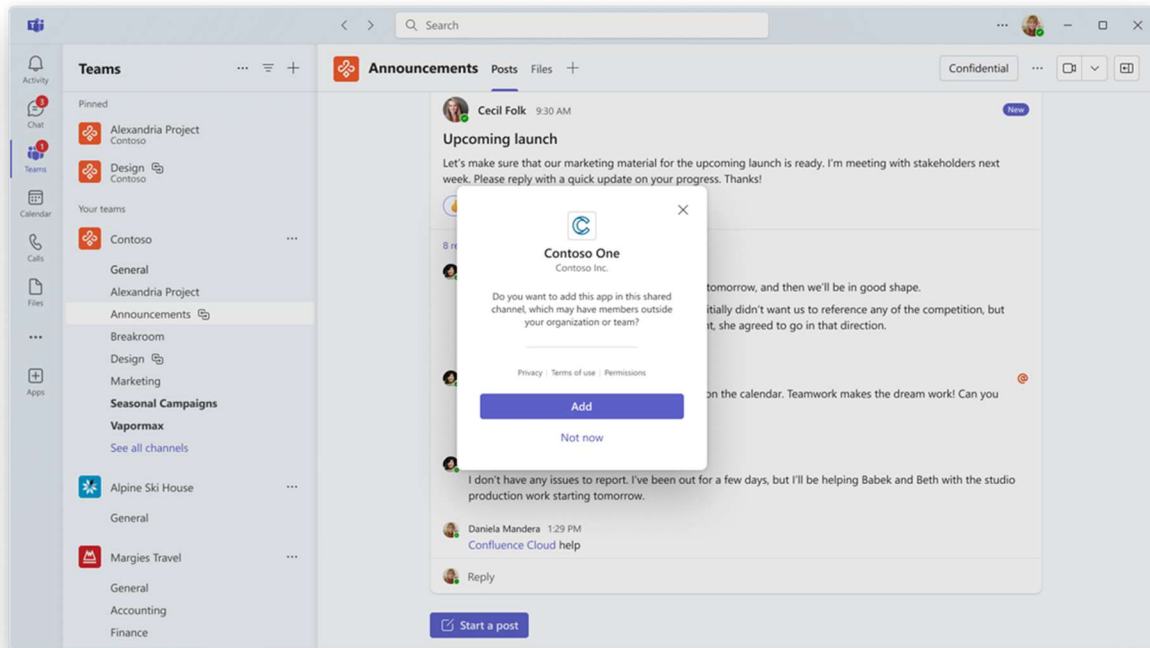 Search
Activity
Chat
3
Teams
1
Calendar
Calls
Files
Apps
Teams
Pinned
Alexandria Project
Contoso
Design
Contoso
Your teams
Contoso
General
Alexandria Project
Announcements
Breakroom
Design
Marketing
Seasonal Campaigns
Vapormax
See all channels
Alpine Ski House
General
Margies Travel
General
Accounting
Finance
Announcements Posts Files
Confidential
Cecil Folk 9:30 AM
New
Upcoming launch
Let's make sure that our marketing material for the upcoming launch is ready. I'm meeting with stakeholders next
week. Please reply with a quick update on your progress. Thanks!
8 re
tomorrow, and then we'll be in good shape.
itially didn't want us to reference any of the competition, but
t, she agreed to go in that direction.
@
on the calendar. Teamwork makes the dream work! Can you
I don't have any issues to report. I've been out for a few days, but I'll be helping Babek and Beth with the studio
production work starting tomorrow.
Daniela Mandera 1:29 PM
Confluence Cloud help
Reply
Start a post
Contoso One
Contoso Inc.
Do you want to add this app in this shared
channel, which may have members outside
your organization or team?
Privacy | Terms of use | Permissions
Add
Not now